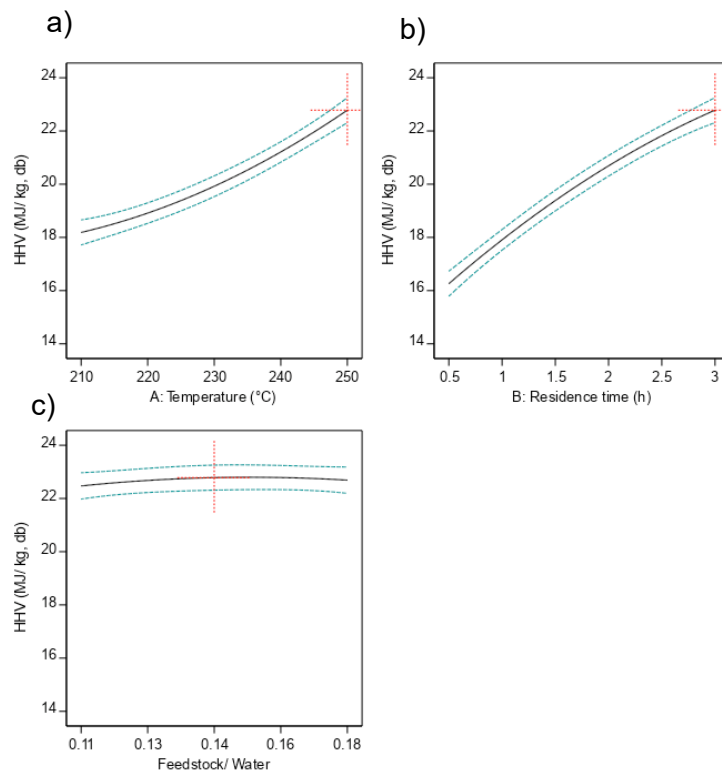 a)
HHV (MJ/ kg, db)
24
22
20
18
16
14
210 220 230 240 250
A: Temperature (°C)
b)
HHV (MJ/ kg, db)
24
22
20
18
16
14
0.5 1 1.5 2 2.5 3
B: Residence time (h)
c)
HHV (MJ/ kg, db)
24
22
20
18
16
14
0.11 0.13 0.14 0.16 0.18
Feedstock/ Water